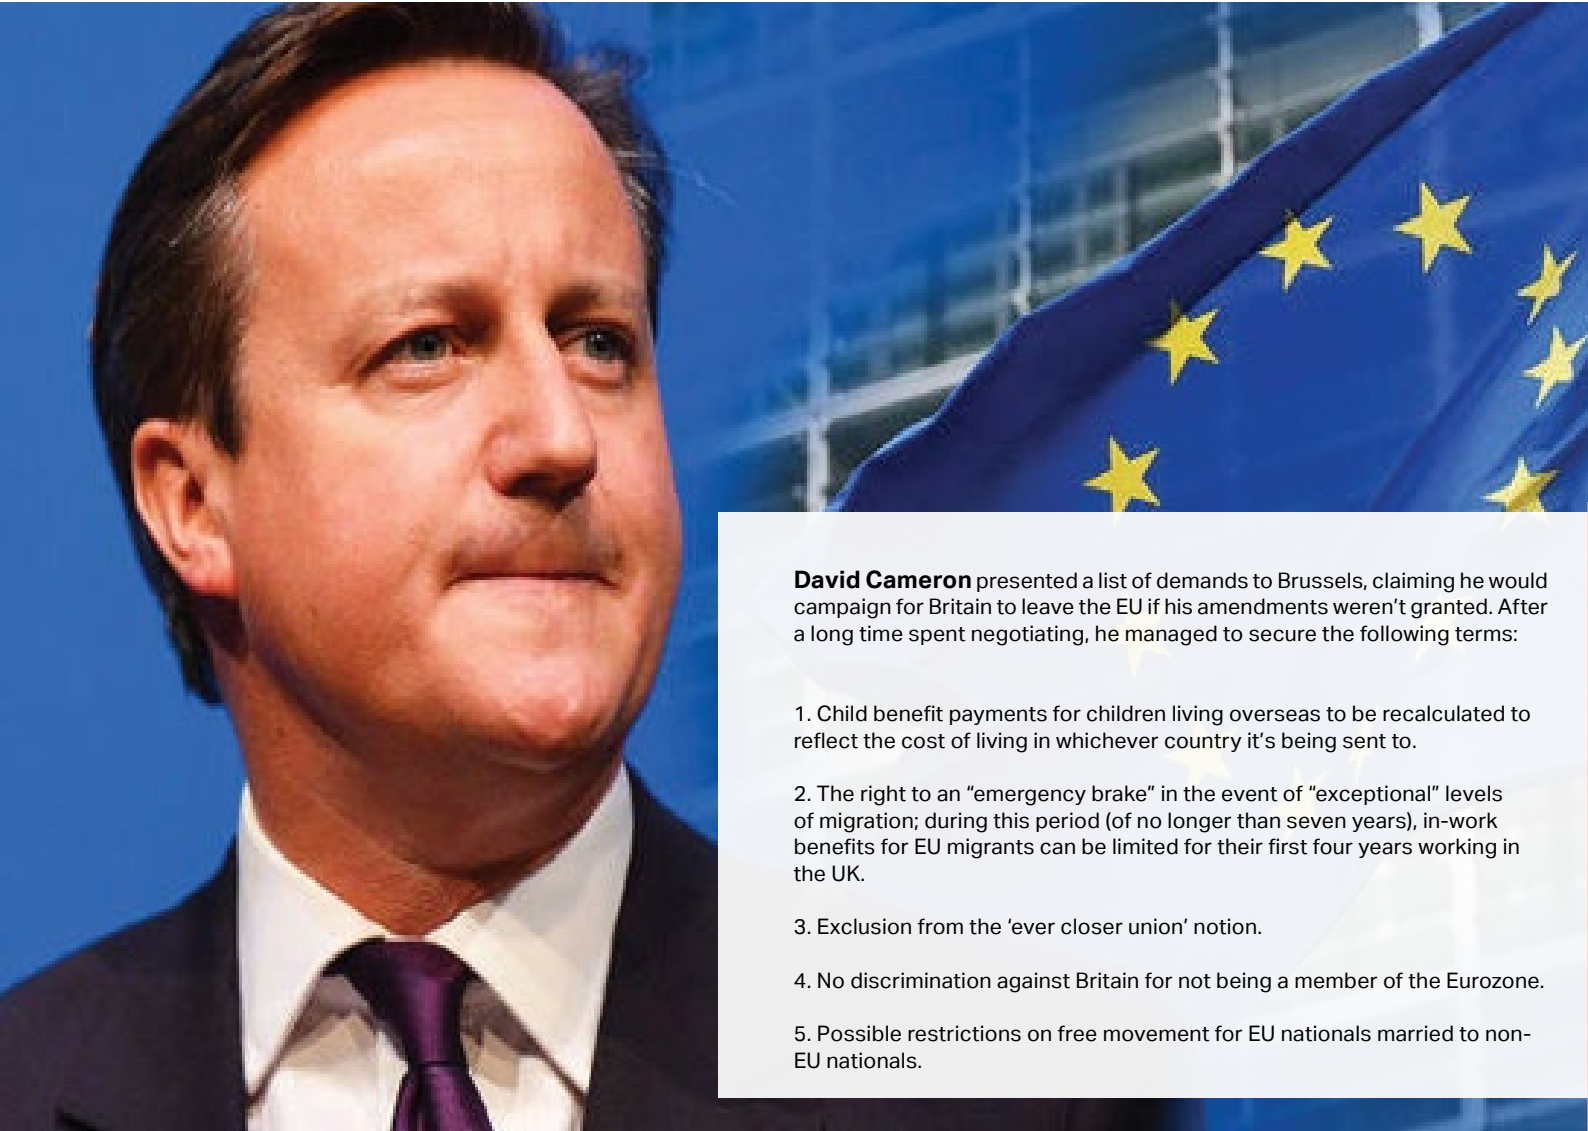 David Cameron presented a list of demands to Brussels, claiming he would
campaign for Britain to leave the EU if his amendments weren’t granted. After
a long time spent negotiating, he managed to secure the following terms:
1. Child benefit payments for children living overseas to be recalculated to
reflect the cost of living in whichever country it’s being sent to.
2. The right to an “emergency brake” in the event of “exceptional” levels
of migration; during this period (of no longer than seven years), in-work
benefits for EU migrants can be limited for their first four years working in
the UK.
3. Exclusion from the ‘ever closer union’ notion.
4. No discrimination against Britain for not being a member of the Eurozone.
5. Possible restrictions on free movement for EU nationals married to non-
EU nationals.